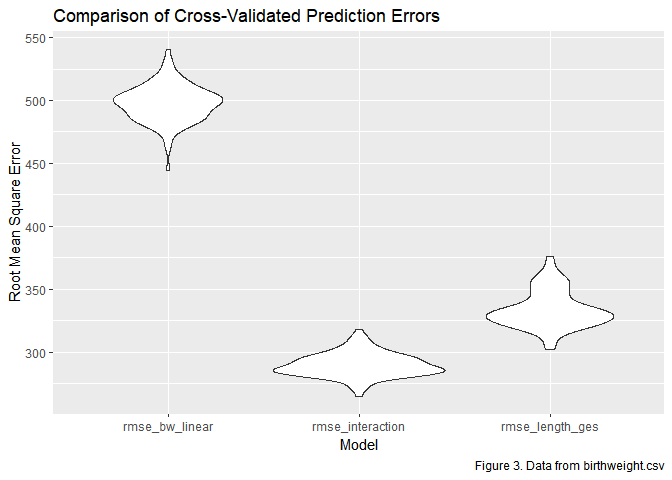 Comparison of Cross-Validated Prediction Errors
Root Mean Square Error
550
500
450
400
350
300
rmse_bw_linear
rmse_interaction
rmse_length_ges
Model
Figure 3. Data from birthweight.csv